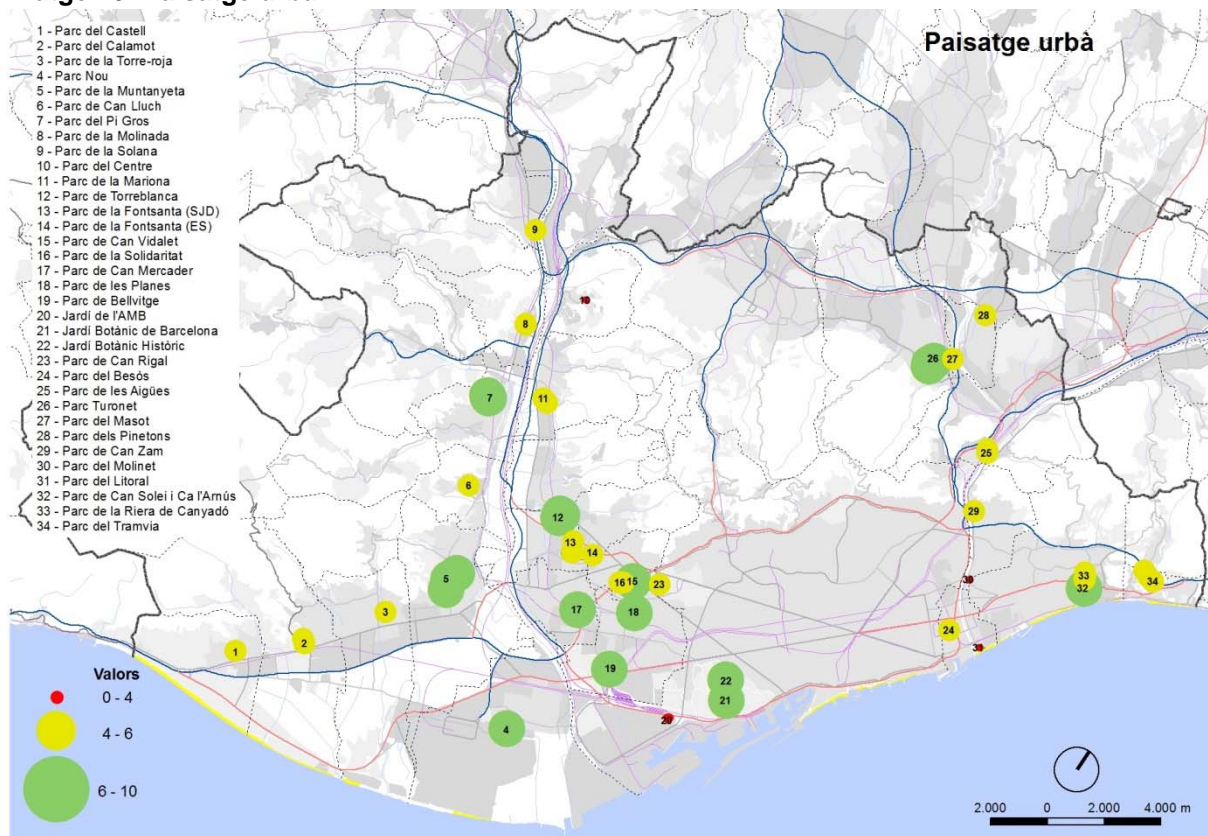 Paisatge urbà
1 - Parc del Castell
2 - Parc del Calamot
3 - Parc de la Torre-roja
4 - Parc Nou
5 - Parc de la Muntanyeta
6 - Parc de Can Lluch
7 - Parc del Pi Gros
8 - Parc de la Molinada
9 - Parc de la Solana
10 - Parc del Centre
11 - Parc de la Mariona
12 - Parc de Torreblanca
13 - Parc de la Fontsanta (SJD)
14 - Parc de la Fontsanta (ES)
15 - Parc de Can Vidalet
16 - Parc de la Solidaritat
17 - Parc de Can Mercader
18 - Parc de les Planes
19 - Parc de Bellvitge
20 - Jardí de l'AMB
21 - Jardí Botànic de Barcelona
22 - Jardí Botànic Històric
23 - Parc de Can Rigal
24 - Parc del Besòs
25 - Parc de les Aigües
26 - Parc Turonet
27 - Parc del Masot
28 - Parc dels Pinetons
29 - Parc de Can Zam
30 - Parc del Molinet
31 - Parc del Litoral
32 - Parc de Can Solei i Ca l'Arnús
33 - Parc de la Riera de Canyadó
34 - Parc del Tramvia
9
10
8
28
26
27
7
11
25
6
29
12
13
14
5
16
15
23
30
33
32
34
3
17
18
24
1
2
31
19
22
21
4
20
Valors
0 - 4
4 - 6
6 - 10
2.000 0 2.000 4.000 m